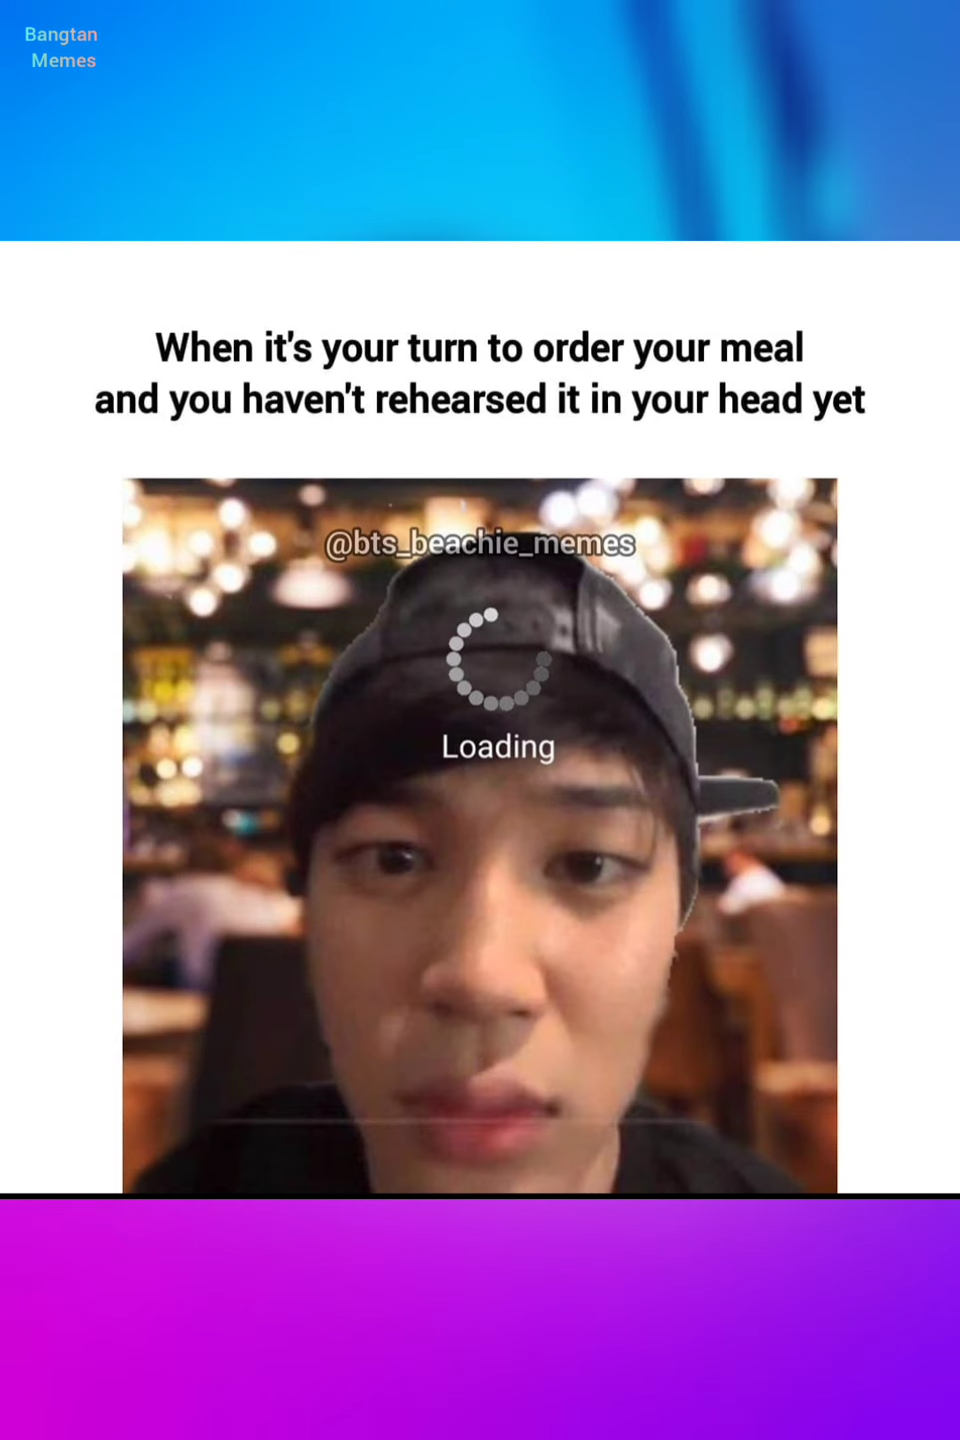 Bangtan
Memes
When it's your turn to order your meal
and you haven't rehearsed it in your head yet
@bts_beachie_memes
Loading